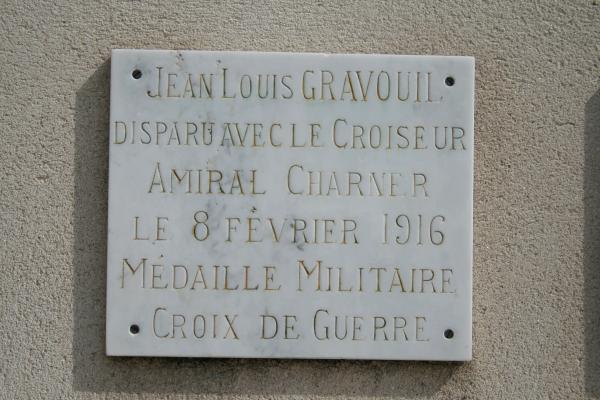 Jean Louis GRAVOUIL
DISPARU AVEC LE CROISEUR
AMIRAL CHARNER
LE 8 FÉVRIER 1916
MÉDAILLE MILITAIRE
CROIX DE GUERRE